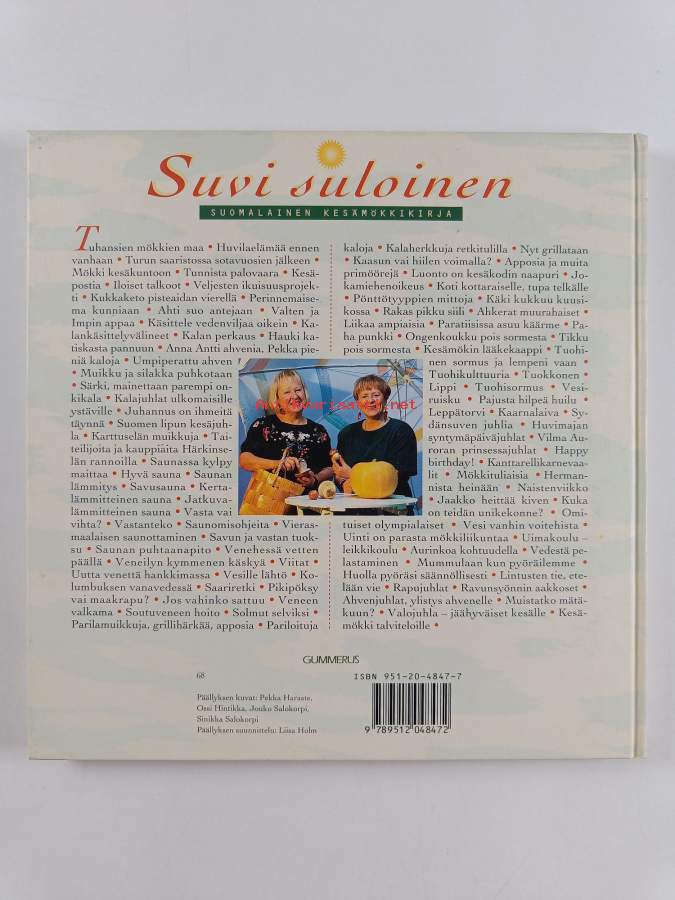 Suvi suloinen
SUOMALAINEN KESÄMÖKKIKIRJA
Tuhansien mökkien maa • Huvilaelämää ennen
vanhaan • Turun saaristossa sotavuosien jälkeen •
Mökki kesäkuntoon • Tunnista palovaara • Kesä-
postia • Iloiset talkoot • Veljesten ikuisuusprojek-
ti • Kukkaketo pisteaidan vierellä • Perinnemaise-
ma kunniaan • Ahti suo antejaan • Valten ja
Impin appaa • Käsittele vedenviljaa oikein • Ka-
lankäsittelyvälineet • Kalan perkaus • Hauki ka-
tiskasta pannuun • Anna Antti ahvenia, Pekka pie-
niä kaloja • Umpiperattu ahven
• Muikku ja silakka puhkotaan •
Särki, mainettaan parempi on-
kikala • Kalajuhlat ulkomaisille
ystäville • Juhannus on ihmeitä
täynnä • Suomen lipun kesäjuh-
la • Karttuselän muikkuja • Tai-
teilijoita ja kauppiaita Härkinse-
län rannoilla • Saunassa kylpy
maittaa • Hyvä sauna • Saunan
lämmitys • Savusauna • Kerta-
lämmitteinen sauna • Jatkuva-
lämmitteinen sauna • Vasta vai
vihta? • Vastanteko • Saunomisohjeita • Vieras-
maalaisen saunottaminen • Savun ja vastan tuok-
su • Saunan puhtaanapito • Venehessä vetten
päällä • Veneilyn kymmenen käskyä • Viitat •
Uutta venettä hankkimassa • Vesille lähtö • Ko-
lumbuksen vanavedessä • Saariretki • Pikipöksy
vai maakrapu? • Jos vahinko sattuu • Veneen
valkama • Soutuveneen hoito • Solmut selviksi •
Parilamuikkuja, grillihärkää, apposia • Pariloituja
kaloja • Kalaherkkuja retkitulilla • Nyt grillataan
• Kaasun vai hiilen voimalla? • Apposia ja muita
primöörejä • Luonto on kesäkodin naapuri • Jo-
kamiehenoikeus • Koti kottaraiselle, tupa telkälle
• Pönttötyyppien mittoja • Käki kukkuu kuusi-
kossa • Rakas pikku siili • Ahkerat muurahaiset •
Liikaa ampiaisia • Paratiisissa asuu käärme • Pa-
ha punkki • Ongenkoukku pois sormesta • Tikku
pois sormesta • Kesämökin lääkekaappi • Tuohi-
nen sormus ja lempeni vaan •
Tuohikulttuuria • Tuokkonen •
Lippi • Tuohisormus • Vesi-
ruisku • Pajusta hilpeä huilu •
Leppätorvi • Kaarnalaiva • Sy-
dänsuven juhlia • Huvimajan
syntymäpäiväjuhlat • Vilma Au-
roran prinsessajuhlat • Happy
birthday! • Kanttarellikarnevaa-
lit • Mökkituliaisia • Herman-
nista heinään • Naistenviikko
• Jaakko heittää kiven • Kuka
on teidän unikekonne? • Omi-
tuiset olympialaiset • Vesi vanhin voitehista •
Uinti on parasta mökkiliikuntaa • Uimakoulu –
leikkikoulu • Aurinkoa kohtuudella • Vedestä pe-
lastaminen • Mummulaan kun pyöräilemme •
Huolla pyöräsi säännöllisesti • Lintusten tie, ete-
lään vie • Rapujuhlat • Ravunsyönnin aakkoset •
Ahvenjuhlat, ylistys ahvenelle • Muistatko mätä-
kuun? • Valojuhla – jäähyväiset kesälle • Kesä-
mökki talviteloille •
GUMMERUS
68
Päällyksen kuvat: Pekka Haraste,
Ossi Hintikka, Jouko Salokorpi,
Sinikka Salokorpi
Päällyksen suunnittelu: Liisa Holm
ISBN 951-20-4847-7
9 789512 048472